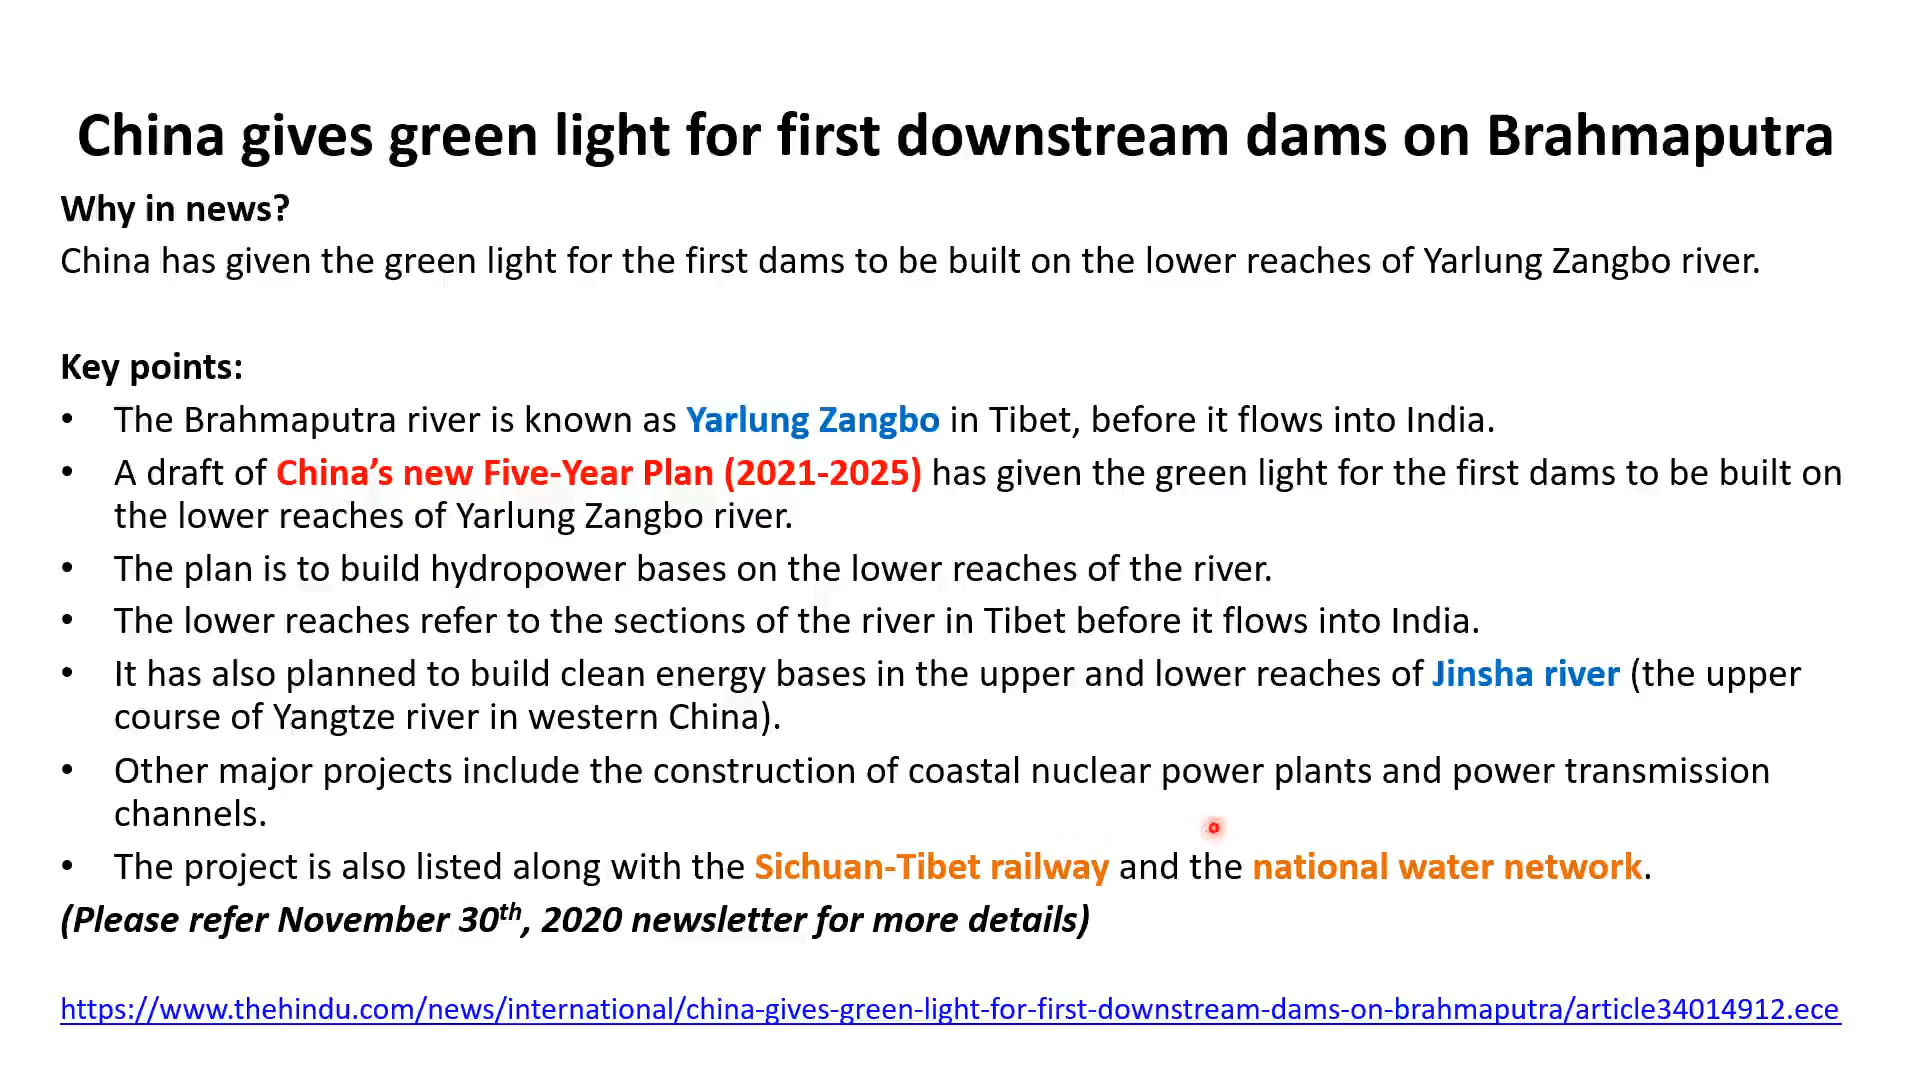 China gives green light for first downstream dams on Brahmaputra
Why in news?
China has given the green light for the first dams to be built on the lower reaches of Yarlung Zangbo river.
Key points:
• The Brahmaputra river is known as Yarlung Zangbo in Tibet, before it flows into India.
• A draft of China’s new Five-Year Plan (2021-2025) has given the green light for the first dams to be built on
the lower reaches of Yarlung Zangbo river.
• The plan is to build hydropower bases on the lower reaches of the river.
• The lower reaches refer to the sections of the river in Tibet before it flows into India.
• It has also planned to build clean energy bases in the upper and lower reaches of Jinsha river (the upper
course of Yangtze river in western China).
• Other major projects include the construction of coastal nuclear power plants and power transmission
channels.
• The project is also listed along with the Sichuan-Tibet railway and the national water network.
(Please refer November 30th, 2020 newsletter for more details)
https://www.thehindu.com/news/international/china-gives-green-light-for-first-downstream-dams-on-brahmaputra/article34014912.ece